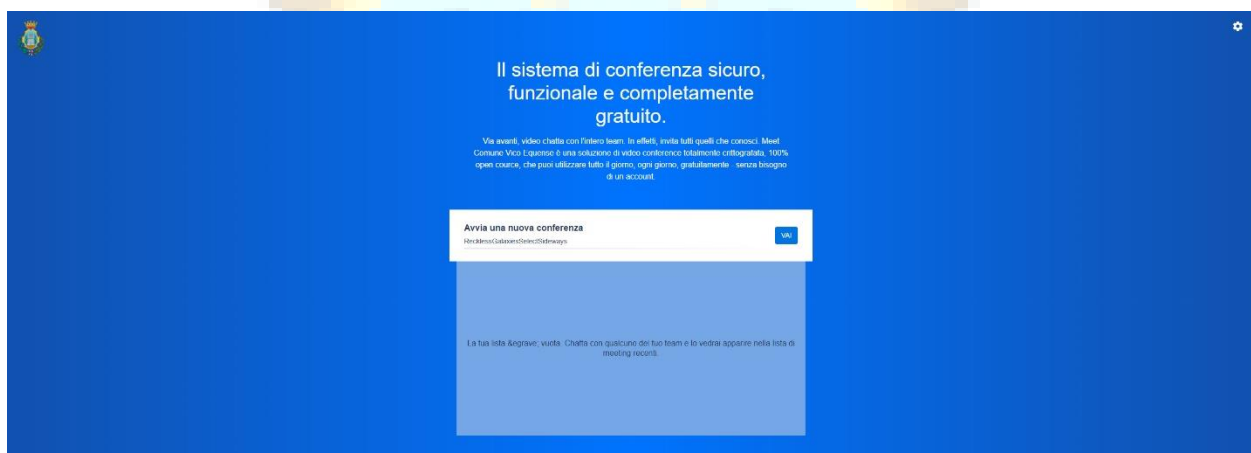 Il sistema di conferenza sicuro,
funzionale e completamente
gratuito.
Via avanti, video chatta con l'intero team. In effetti, invita tutti quelli che conosci. Meet
Comune Vico Equense è una soluzione di video conference totalmente crittografata, 100%
open cource, che puoi utilizzare tutto il giorno, ogni giorno, gratuitamente - senza bisogno
di un account.
Avvia una nuova conferenza
RecklessGalaxiesSelectSideways
VAI
La tua lista &egrave; vuota. Chatta con qualcuno del tuo team e lo vedrai apparire nella lista di
meeting recenti.